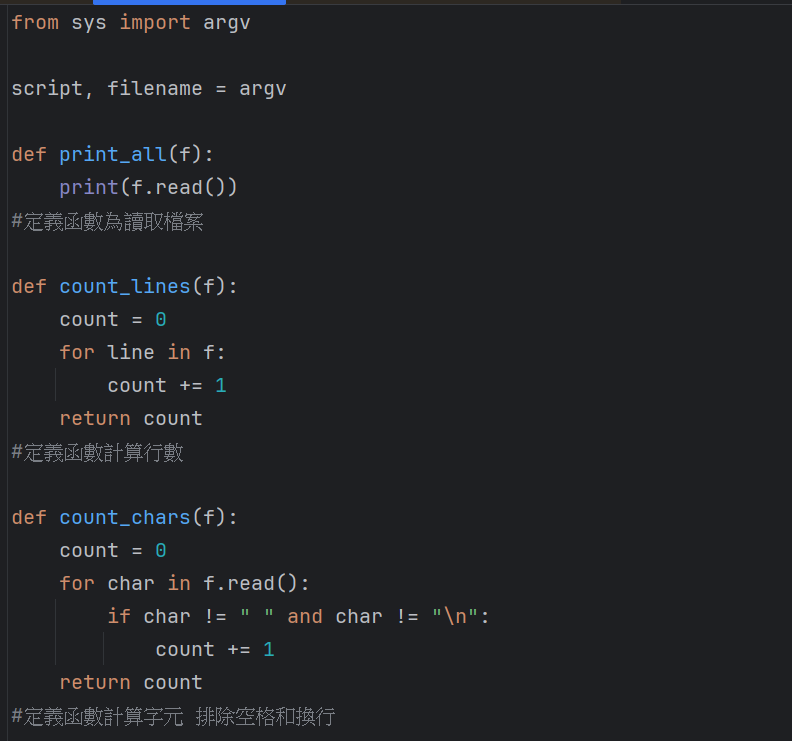 from sys import argv
script, filename = argv
def print_all(f):
    print(f.read())
#定義函數為讀取檔案
def count_lines(f):
    count = 0
    for line in f:
        count += 1
    return count
#定義函數計算行數
def count_chars(f):
    count = 0
    for char in f.read():
        if char != " " and char != "\n":
            count += 1
    return count
#定義函數計算字元 排除空格和換行